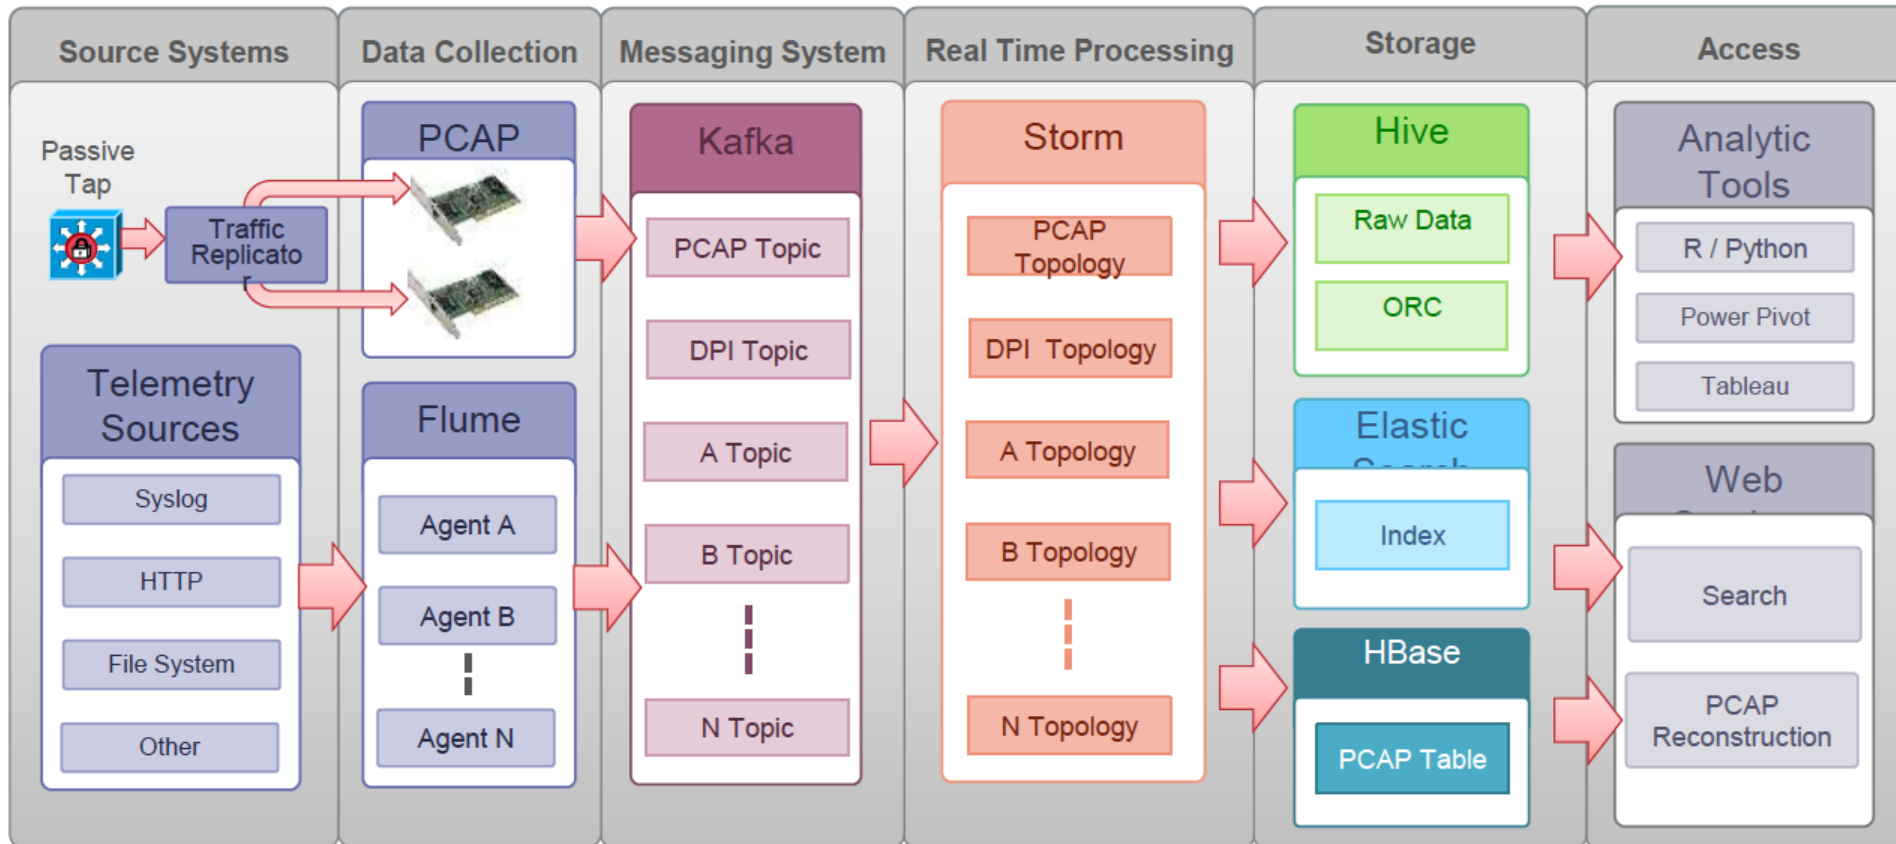 Source Systems
Data Collection
Messaging System
Real Time Processing
Storage
Access
Passive
Tap
Traffic
Replicato
r
Telemetry
Sources
Syslog
HTTP
File System
Other
PCAP
Flume
Agent A
Agent B
Agent N
Kafka
PCAP Topic
DPI Topic
A Topic
B Topic
N Topic
Storm
PCAP
Topology
DPI Topology
A Topology
B Topology
N Topology
Hive
Raw Data
ORC
Elastic
Search
Index
HBase
PCAP Table
Analytic
Tools
R / Python
Power Pivot
Tableau
Web
Search
PCAP
Reconstruction